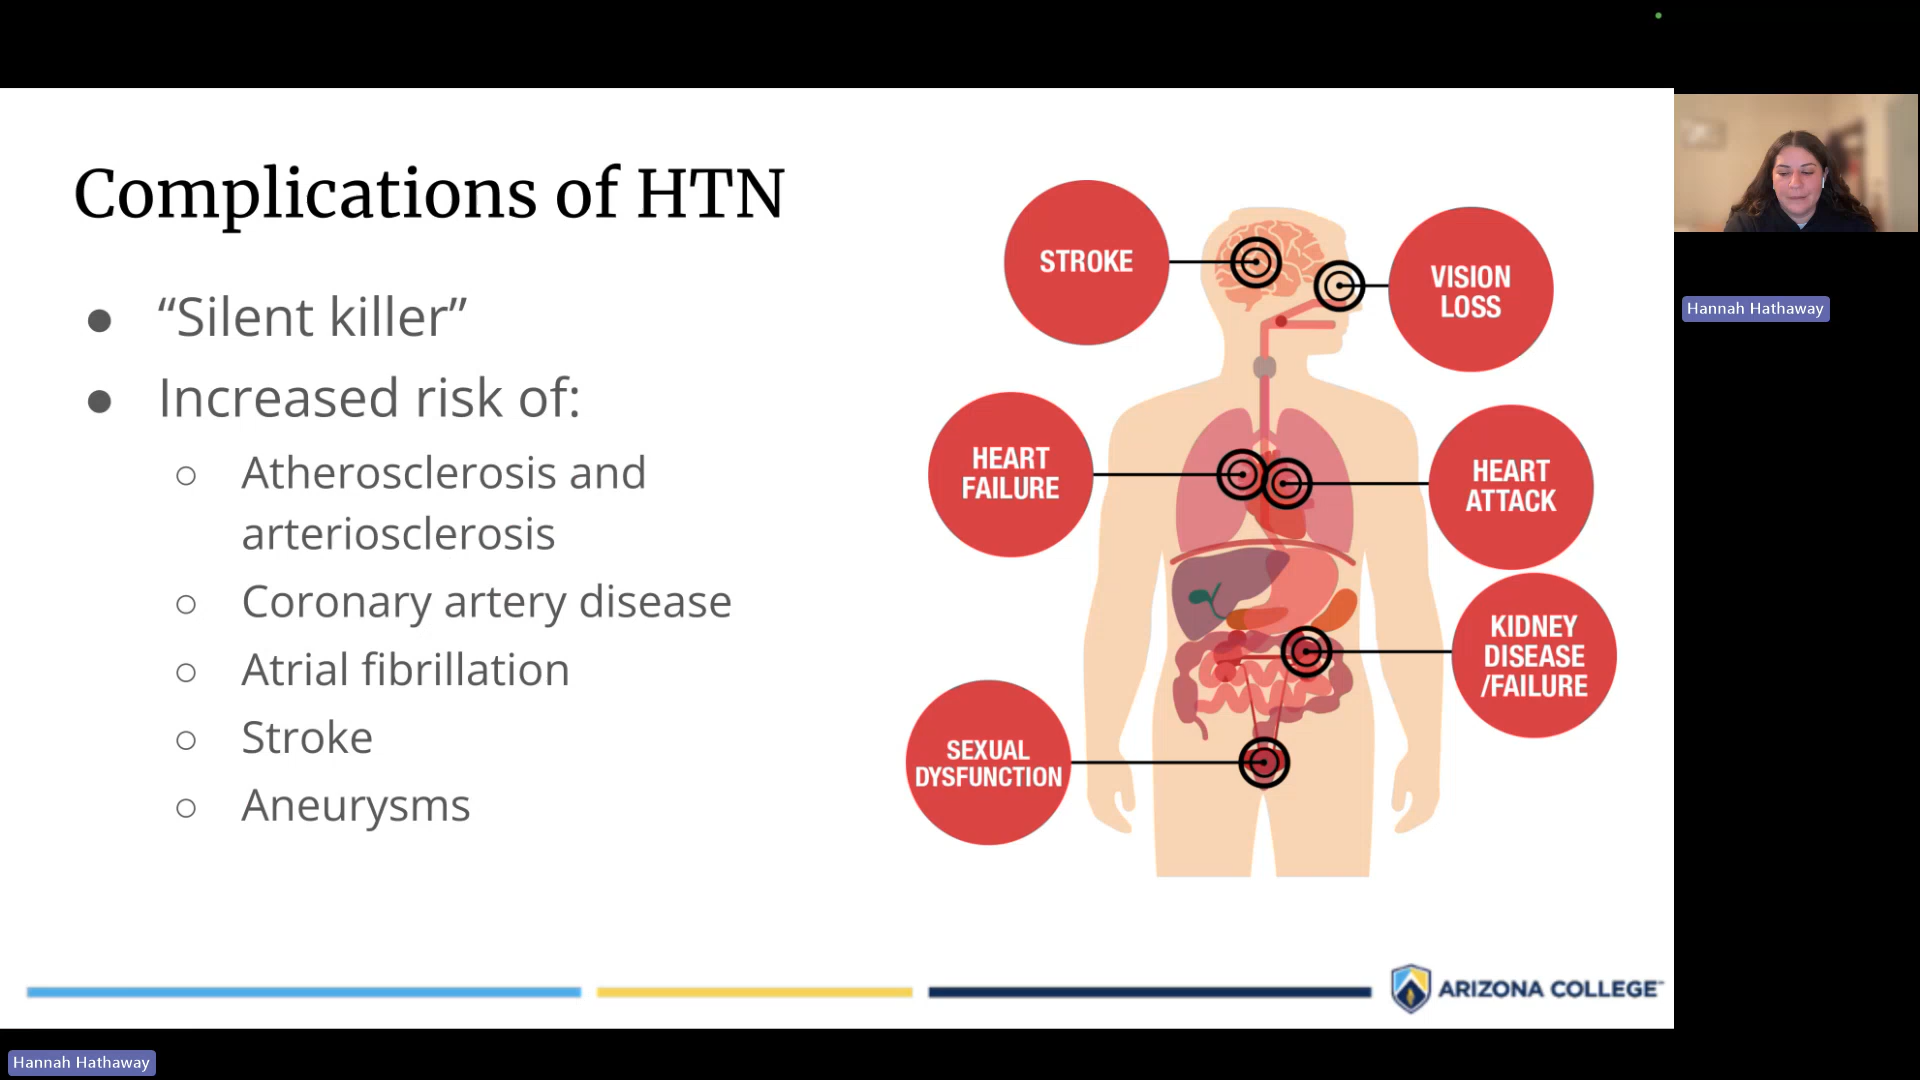 Complications of HTN
● “Silent killer”
● Increased risk of:
○ Atherosclerosis and
arteriosclerosis
○ Coronary artery disease
○ Atrial fibrillation
○ Stroke
○ Aneurysms
STROKE
VISION
LOSS
HEART
FAILURE
HEART
ATTACK
KIDNEY
DISEASE
/FAILURE
SEXUAL
DYSFUNCTION
ARIZONA COLLEGE
Hannah Hathaway
Hannah Hathaway